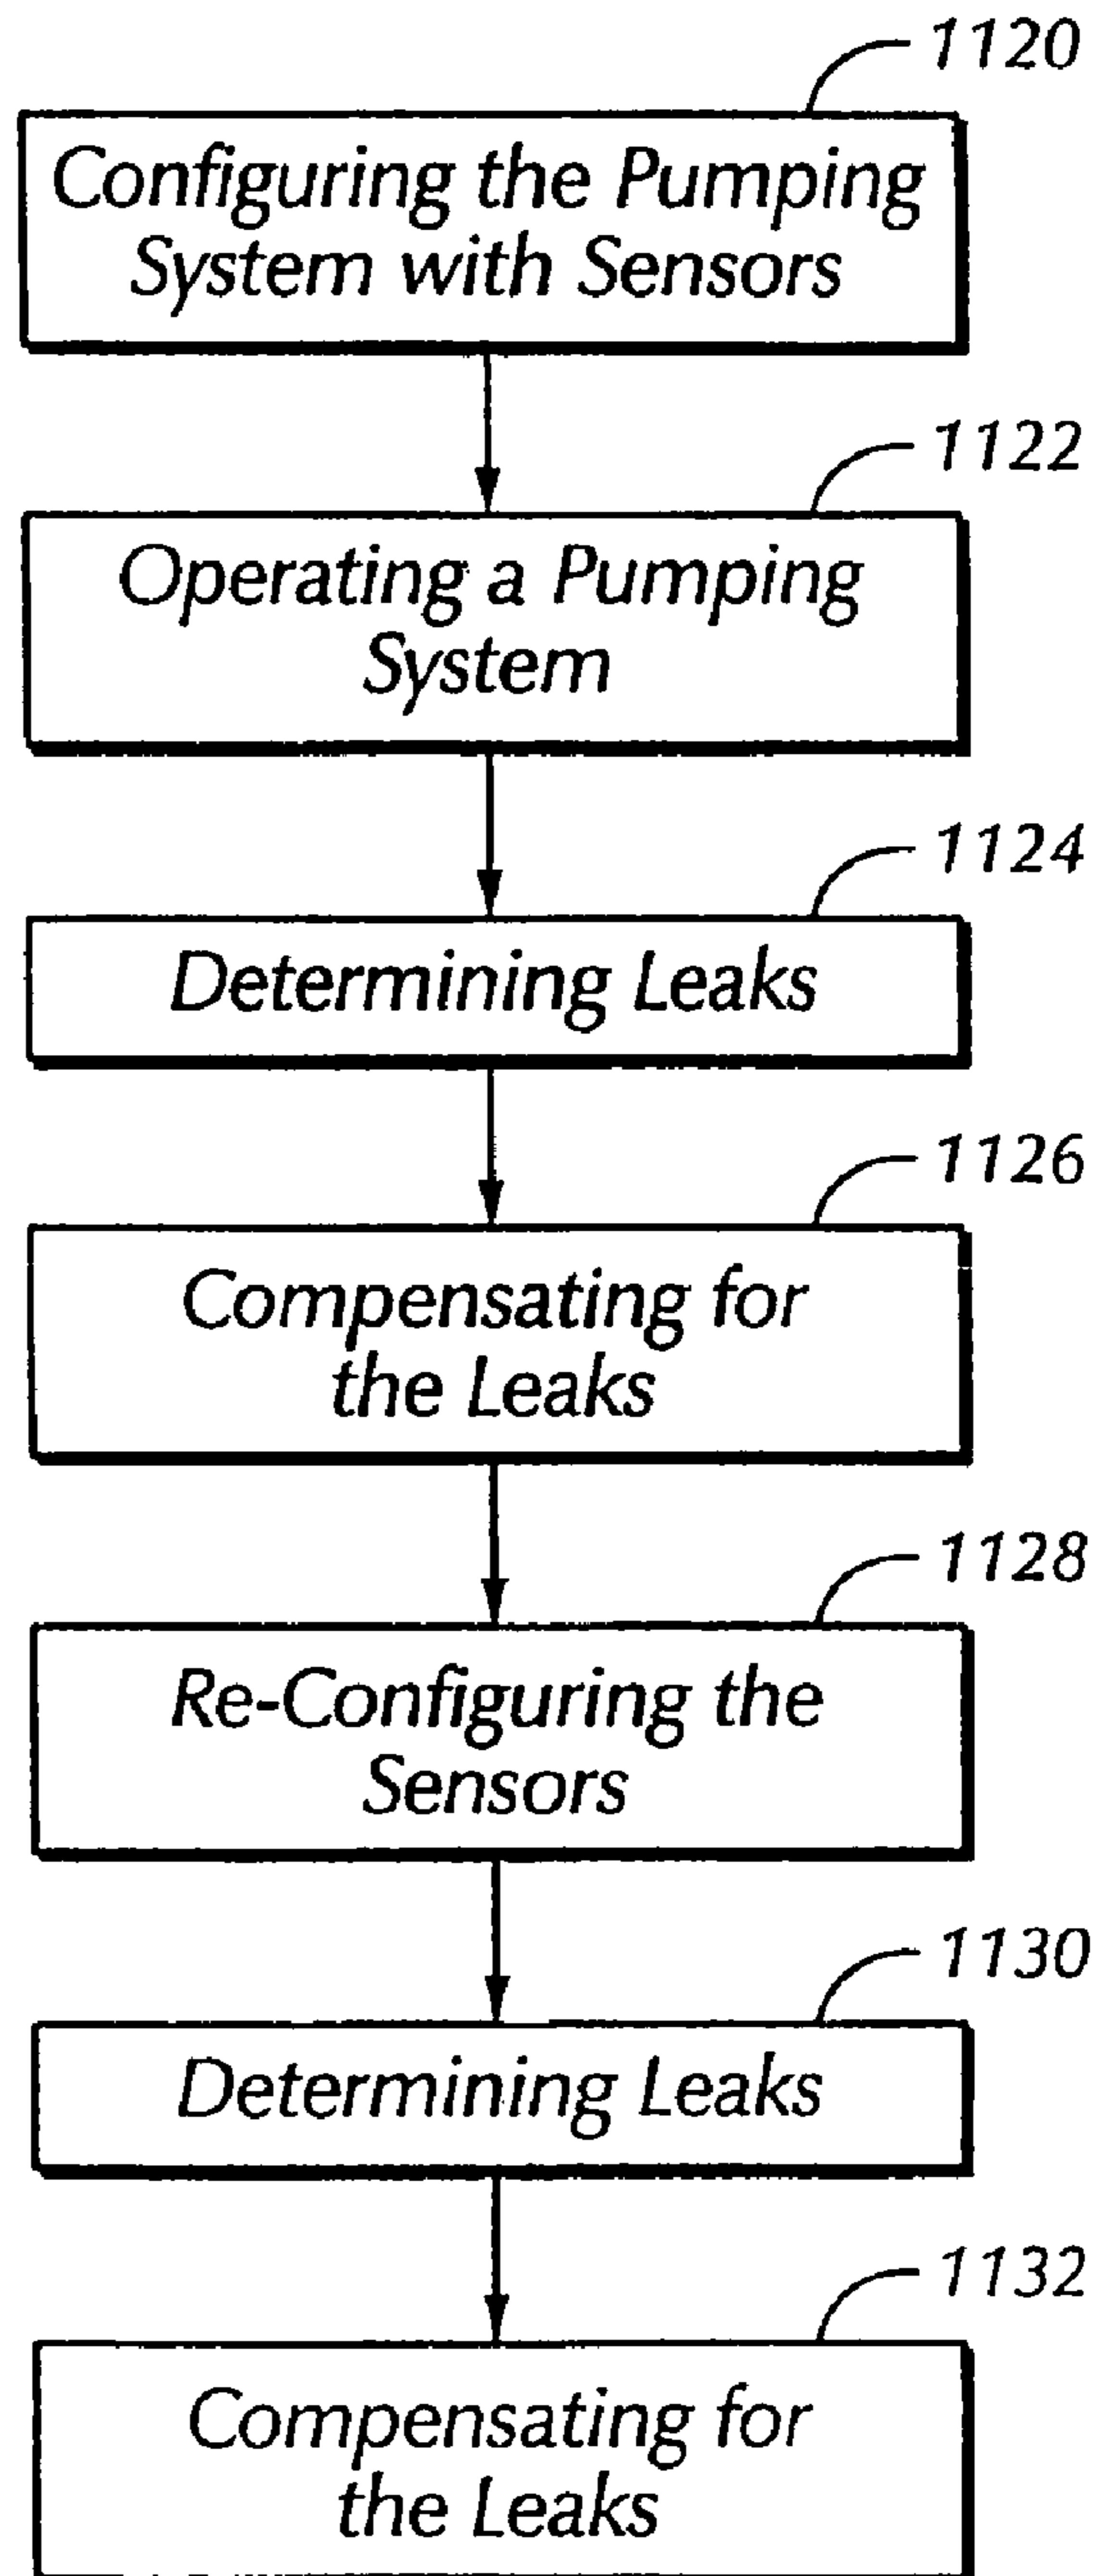 1120
Configuring the Pumping
System with Sensors
1122
Operating a Pumping
System
1124
Determining Leaks
1126
Compensating for
the Leaks
1128
Re-Configuring the
Sensors
1130
Determining Leaks
1132
Compensating for
the Leaks